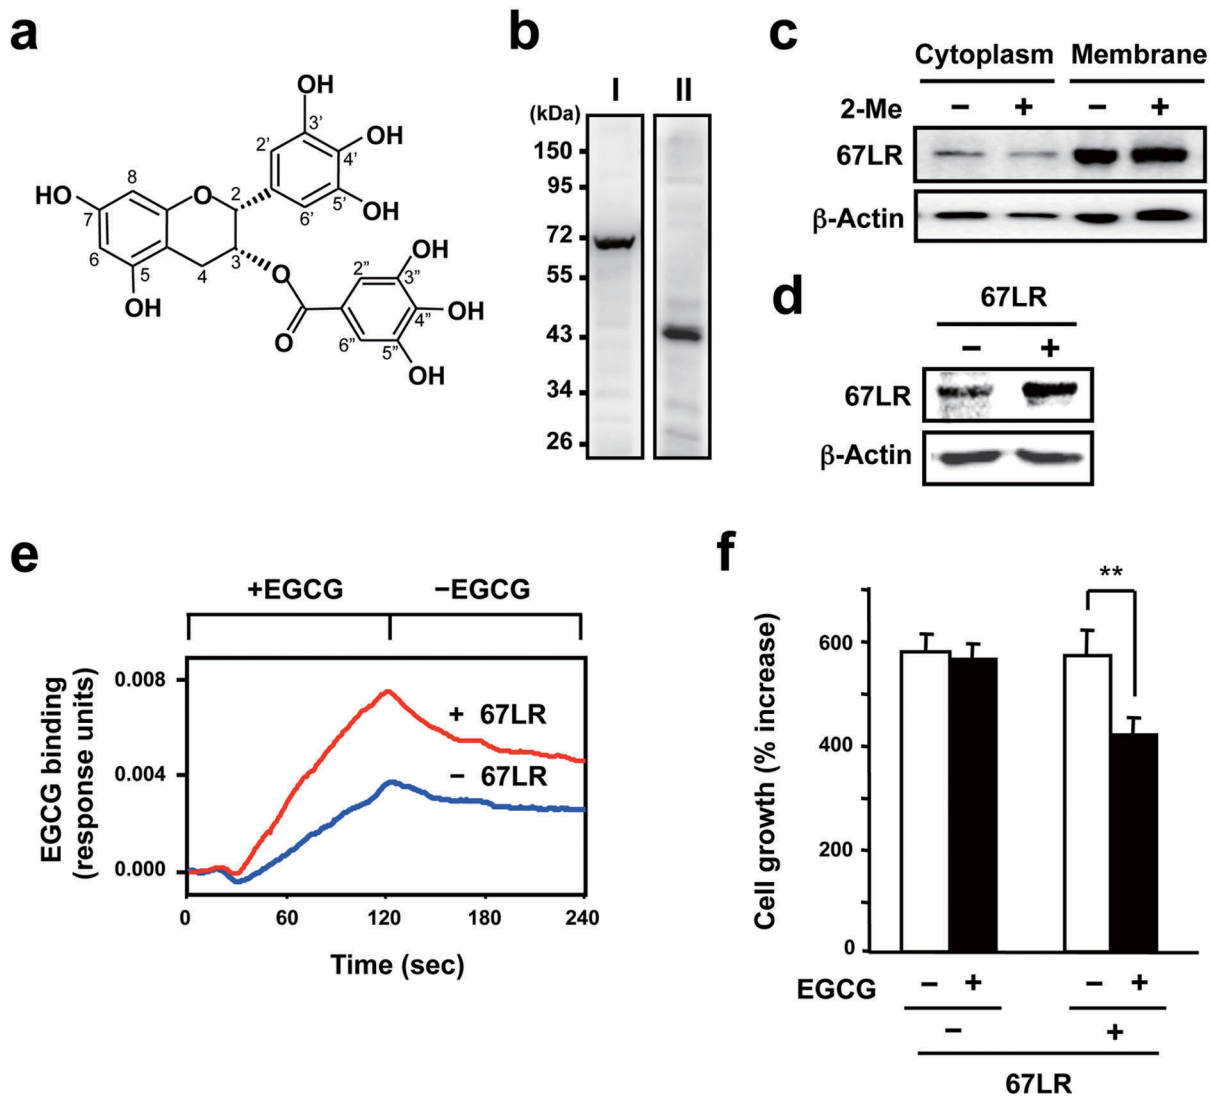 a
OH
3'
2'
4'
OH
8
HO
O
2
5'
OH
7
6'
6
5
4
3
O
OH
2"
3"
OH
4"
OH
O
6"
5"
OH
b
I II
(kDa)
150
95
72
55
43
34
26
c
Cytoplasm Membrane
2-Me − + − +
67LR
β-Actin
d
67LR
− +
67LR
β-Actin
e
+EGCG −EGCG
EGCG binding
(response units)
0.008
0.004
0.000
+ 67LR
− 67LR
0 60 120 180 240
Time (sec)
f
**
Cell growth (% increase)
600
400
200
0
EGCG − + − +
− +
67LR